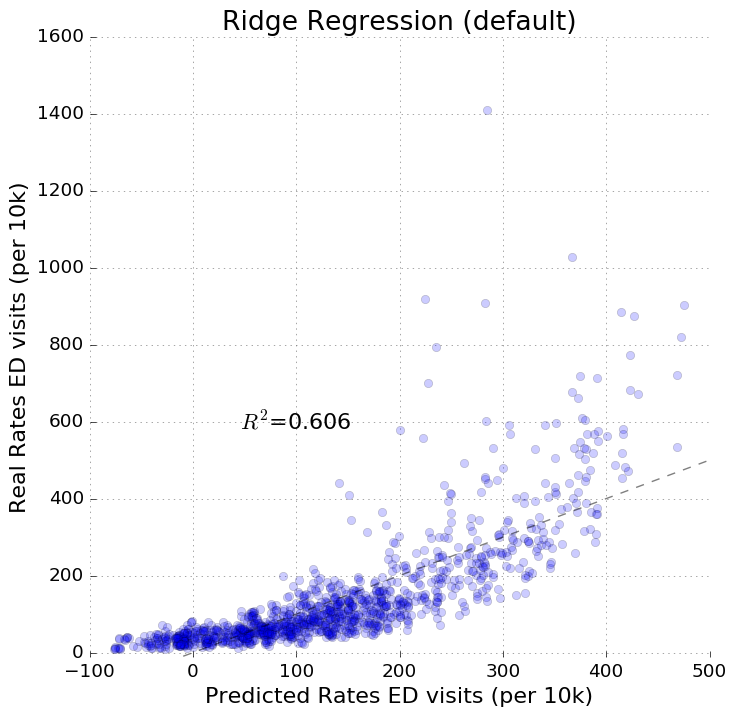 Ridge Regression (default)
1600
1400
1200
1000
800
600
400
200
0
Real Rates ED visits (per 10k)
R²=0.606
−100 0 100 200 300 400 500
Predicted Rates ED visits (per 10k)